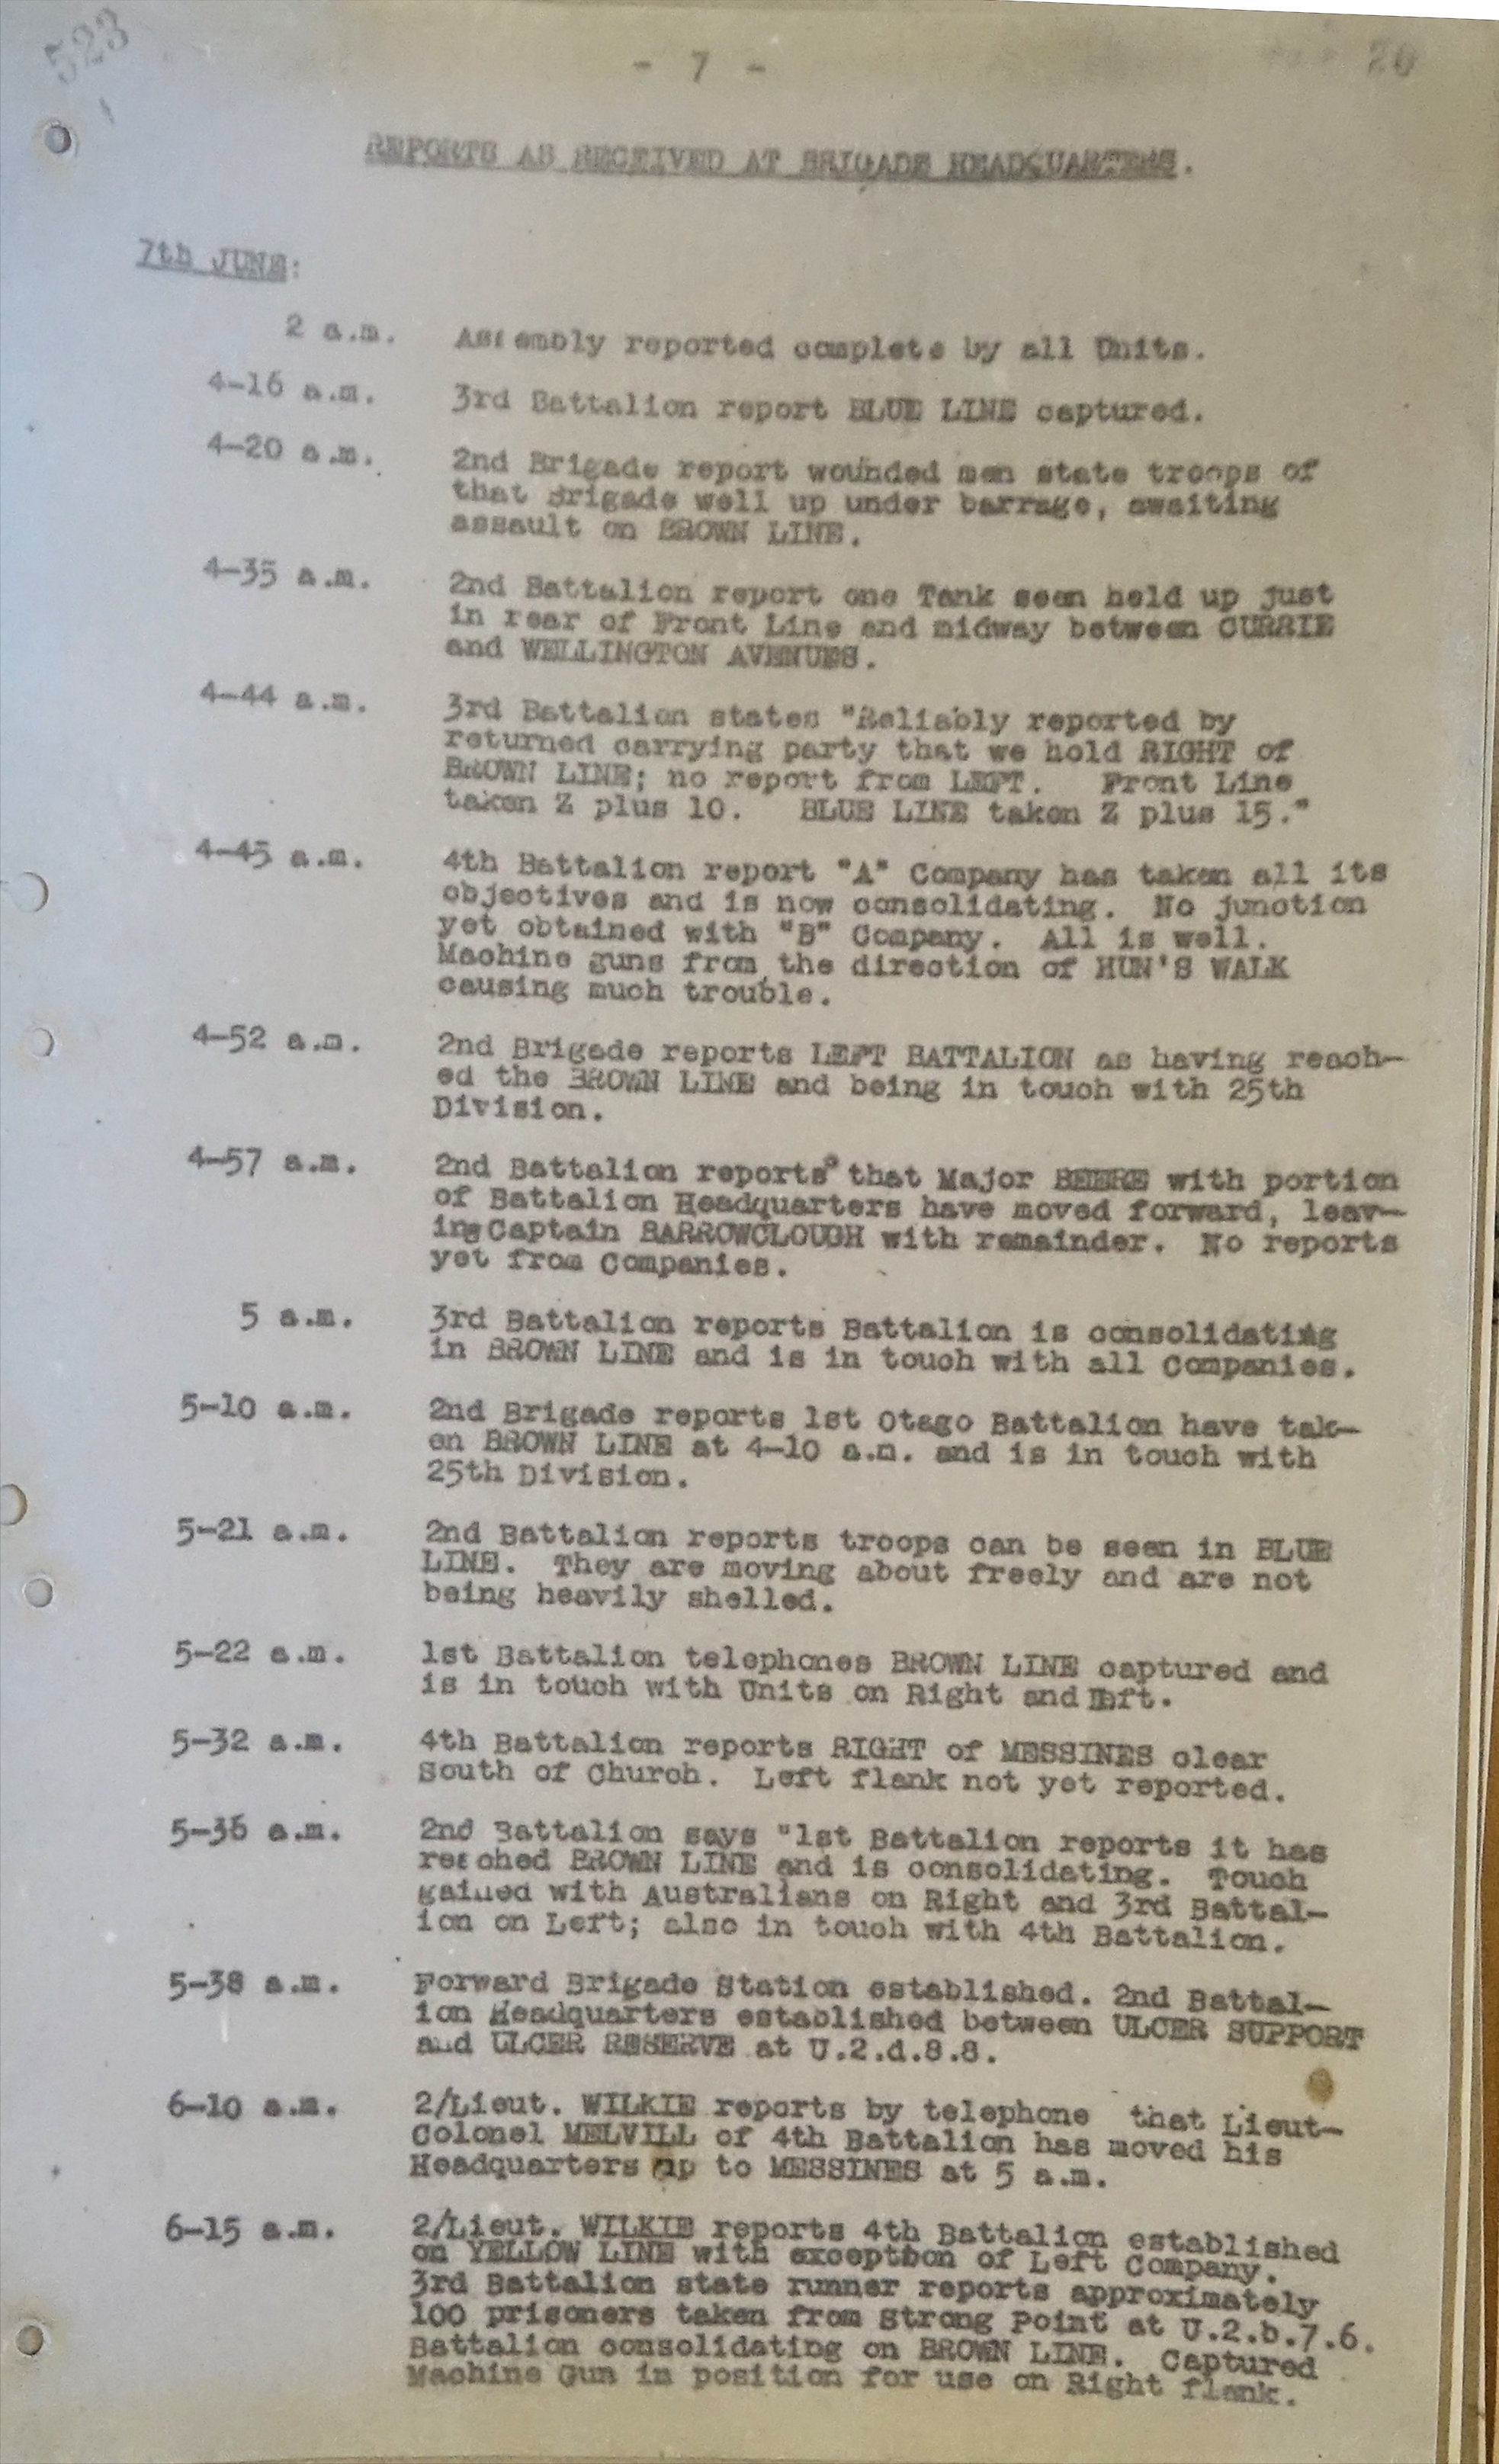 523
- 7 -
20
REPORTS AS RECEIVED AT BRIGADE HEADQUARTERS.
7th JUNE:
2 a.m. Assembly reported complete by all Units.
4-16 a.m. 3rd Battalion report BLUE LINE captured.
4-20 a.m. 2nd Brigade report wounded men state troops of
that Brigade well up under barrage, awaiting
assault on BROWN LINE.
4-35 a.m. 2nd Battalion report one Tank seen held up just
in rear of Front Line and midway between CURRIE
and WELLINGTON AVENUES.
4-44 a.m. 3rd Battalion states "Reliably reported by
returned carrying party that we hold RIGHT of
BROWN LINE; no report from LEFT. Front Line
taken Z plus 10. BLUE LINE taken Z plus 15."
4-45 a.m. 4th Battalion report "A" Company has taken all its
objectives and is now consolidating. No junction
yet obtained with "B" Company. All is well.
Machine guns from the direction of HUN'S WALK
causing much trouble.
4-52 a.m. 2nd Brigade reports LEFT BATTALION as having reach-
ed the BROWN LINE and being in touch with 25th
Division.
4-57 a.m. 2nd Battalion reports that Major BEERE with portion
of Battalion Headquarters have moved forward, leav-
ing Captain BARROWCLOUGH with remainder. No reports
yet from Companies.
5 a.m. 3rd Battalion reports Battalion is consolidating
in BROWN LINE and is in touch with all Companies.
5-10 a.m. 2nd Brigade reports 1st Otago Battalion have tak-
en BROWN LINE at 4-10 a.m. and is in touch with
25th Division.
5-21 a.m. 2nd Battalion reports troops can be seen in BLUE
LINE. They are moving about freely and are not
being heavily shelled.
5-22 a.m. 1st Battalion telephones BROWN LINE captured and
is in touch with Units on Right and Left.
5-32 a.m. 4th Battalion reports RIGHT of MESSINES clear
South of Church. Left flank not yet reported.
5-36 a.m. 2nd Battalion says "1st Battalion reports it has
reached BROWN LINE and is consolidating. Touch
gained with Australians on Right and 3rd Battal-
ion on Left; also in touch with 4th Battalion.
5-38 a.m. Forward Brigade Station established. 2nd Battal-
ion Headquarters established between ULCER SUPPORT
and ULCER RESERVE at U.2.d.8.8.
6-10 a.m. 2/Lieut. WILKIE reports by telephone that Lieut-
Colonel MELVILL of 4th Battalion has moved his
Headquarters up to MESSINES at 5 a.m.
6-15 a.m. 2/Lieut. WILKIE reports 4th Battalion established
on YELLOW LINE with exception of Left Company.
3rd Battalion state runner reports approximately
100 prisoners taken from Strong Point at U.2.b.7.6.
Battalion consolidating on BROWN LINE. Captured
Machine Gun in position for use on Right flank.